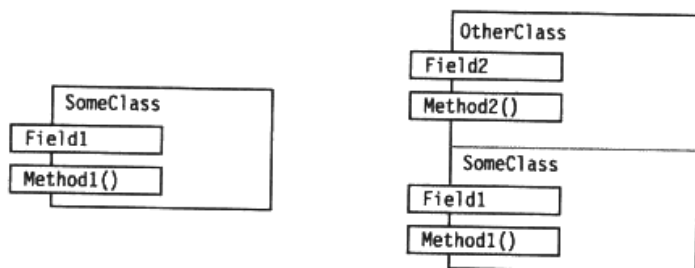 SomeClass
Field1
Method1()
OtherClass
Field2
Method2()
SomeClass
Field1
Method1()